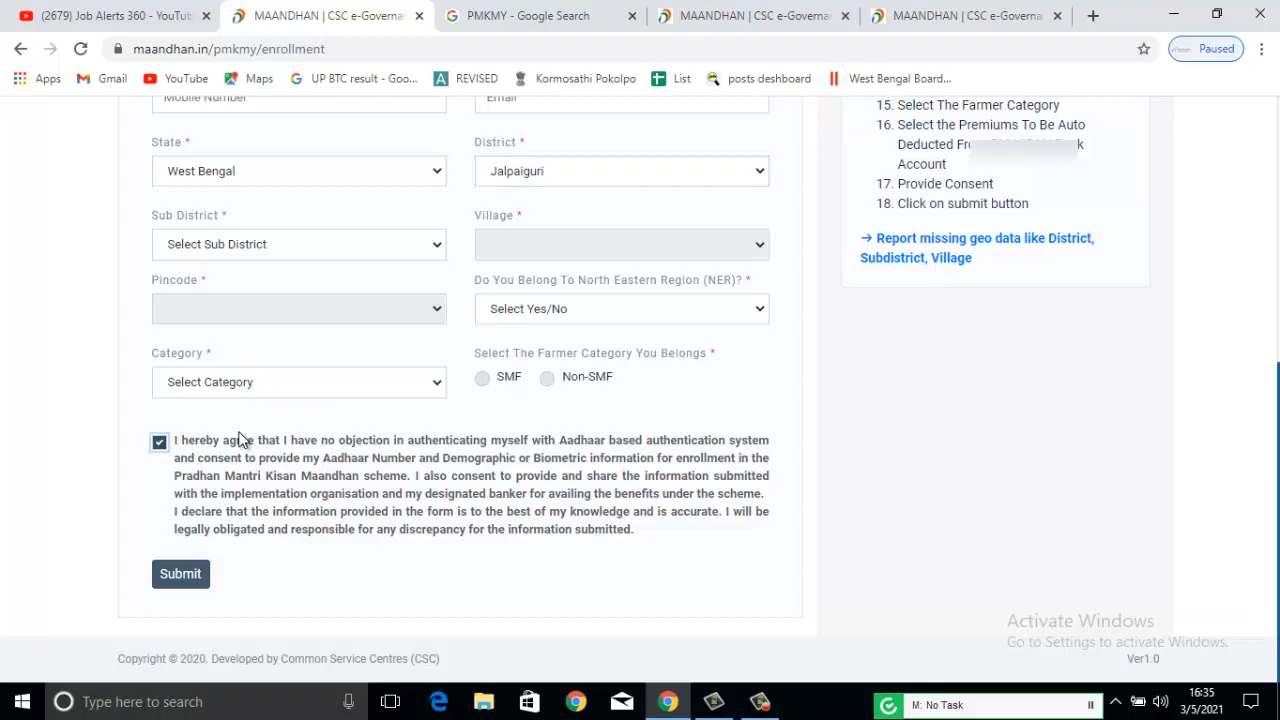 (2679) Job Alerts 360 - YouTu
MAANDHAN | CSC e-Governa
PMKMY - Google Search
MAANDHAN | CSC e-Governa
MAANDHAN | CSC e-Governa
maandhan.in/pmkmy/enrollment
Paused
Apps
Gmail
YouTube
Maps
UP BTC result - Goo...
REVISED
Kormosathi Pokolpo
List
posts deshboard
West Bengal Board...
Mobile Number
Email
State *
District *
West Bengal
Jalpaiguri
Sub District *
Village *
Select Sub District
Pincode *
Do You Belong To North Eastern Region (NER)? *
Select Yes/No
Category *
Select The Farmer Category You Belongs *
Select Category
SMF
Non-SMF
I hereby agree that I have no objection in authenticating myself with Aadhaar based authentication system
and consent to provide my Aadhaar Number and Demographic or Biometric information for enrollment in the
Pradhan Mantri Kisan Maandhan scheme. I also consent to provide and share the information submitted
with the implementation organisation and my designated banker for availing the benefits under the scheme.
I declare that the information provided in the form is to the best of my knowledge and is accurate. I will be
legally obligated and responsible for any discrepancy for the information submitted.
Submit
15. Select The Farmer Category
16. Select the Premiums To Be Auto
Deducted
Account
17. Provide Consent
18. Click on submit button
→ Report missing geo data like District,
Subdistrict, Village
Activate Windows
Go to Settings to activate Windows.
Copyright © 2020. Developed by Common Service Centres (CSC)
Ver1.0
Type here to search
M: No Task
16:35
3/5/2021